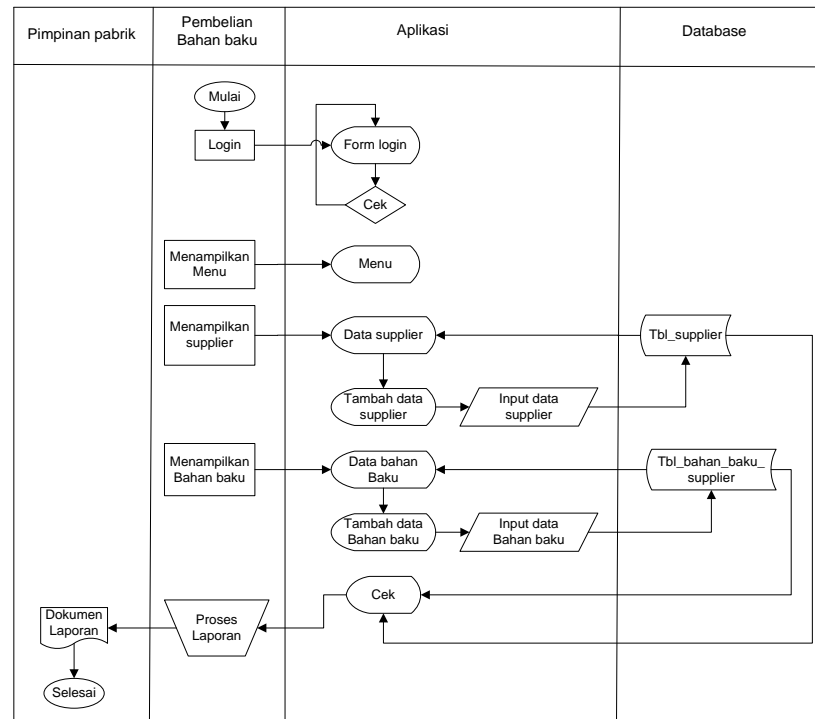 Pimpinan pabrik
Pembelian
Bahan baku
Aplikasi
Database
Mulai
Login
Form login
Cek
Menampilkan
Menu
Menu
Menampilkan
supplier
Data supplier
Tbl_supplier
Tambah data
supplier
Input data
supplier
Menampilkan
Bahan baku
Data bahan
Baku
Tbl_bahan_baku_
supplier
Tambah data
Bahan baku
Input data
Bahan baku
Cek
Proses
Laporan
Dokumen
Laporan
Selesai